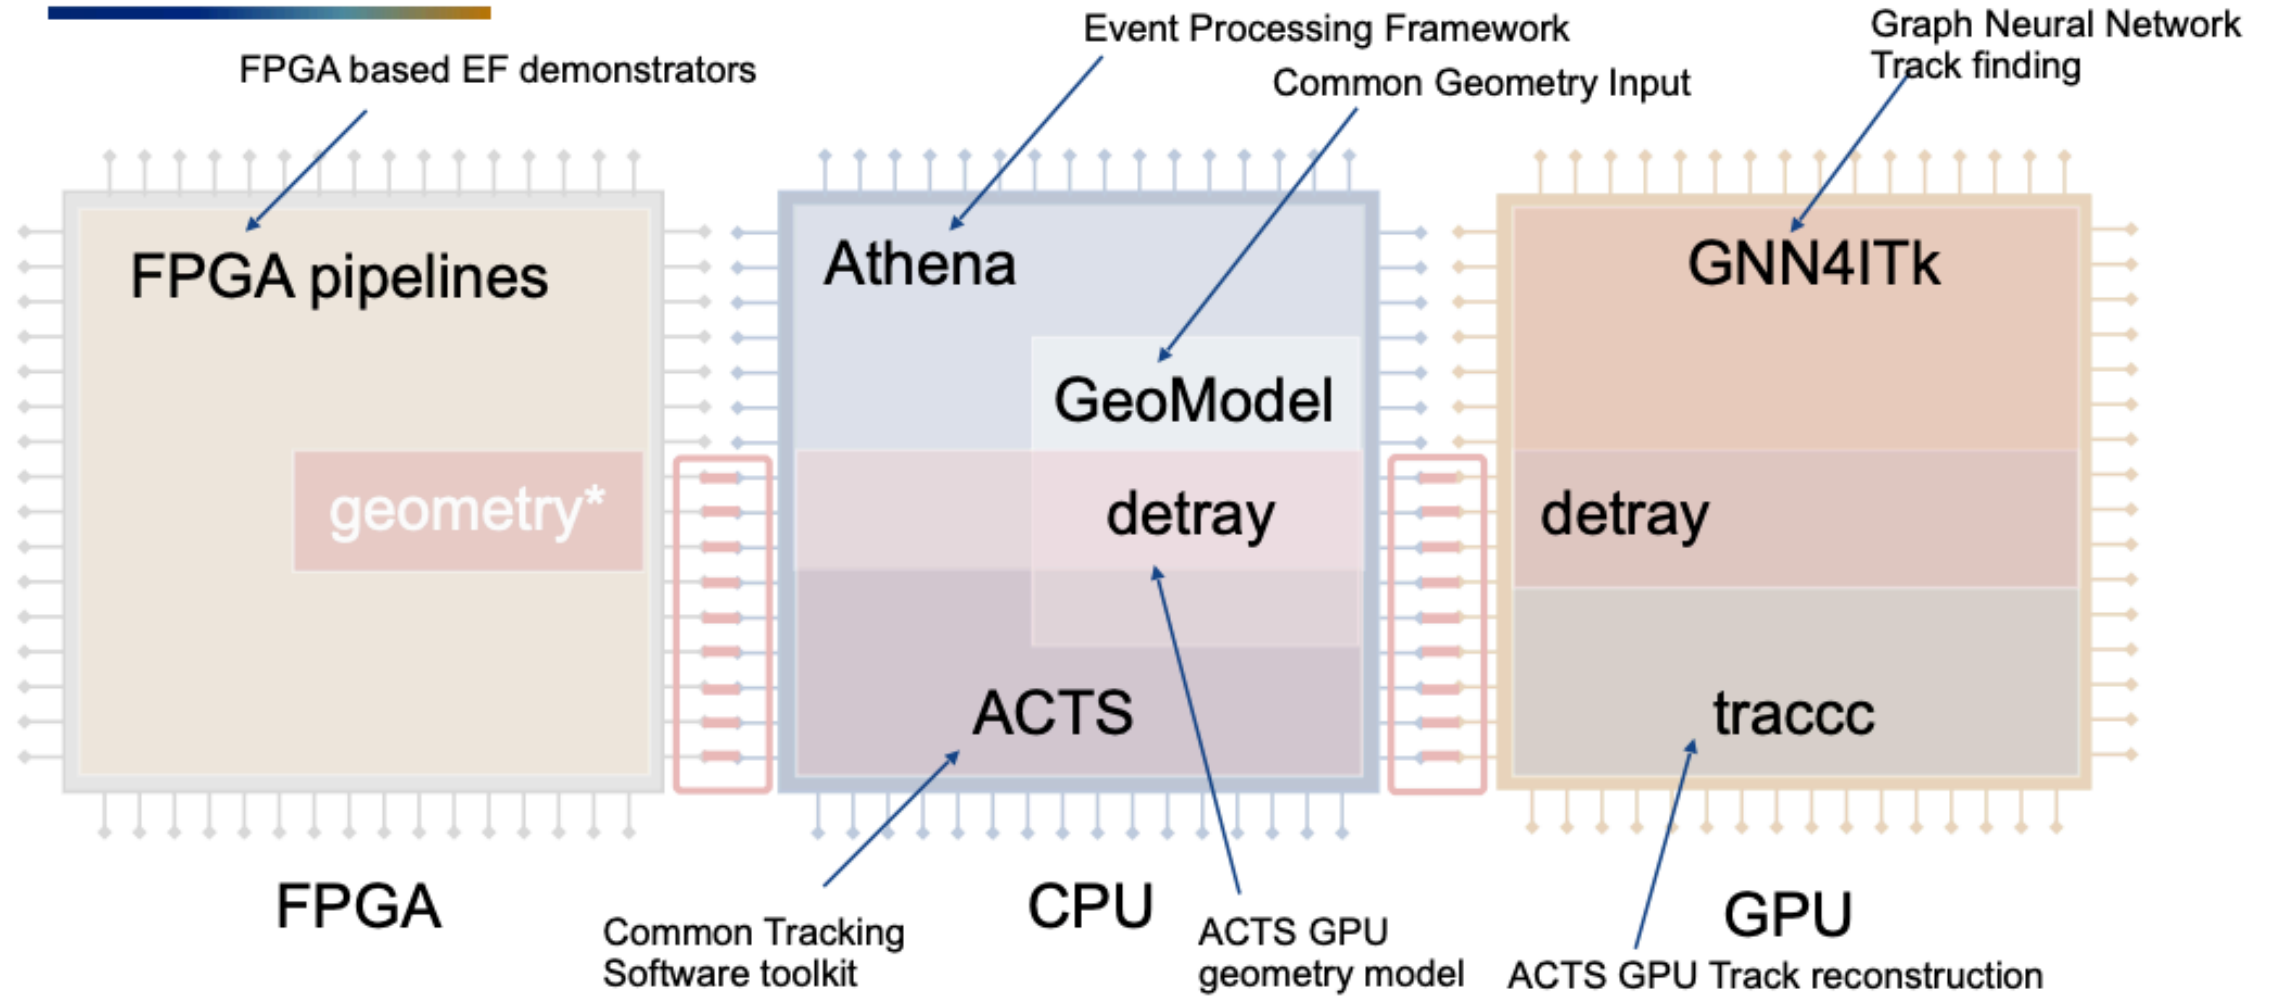 FPGA based EF demonstrators
Event Processing Framework
Common Geometry Input
Graph Neural Network
Track finding
FPGA pipelines
geometry*
Athena
GeoModel
detray
ACTS
GNN4ITk
detray
traccc
FPGA
CPU
GPU
Common Tracking
Software toolkit
ACTS GPU
geometry model
ACTS GPU Track reconstruction